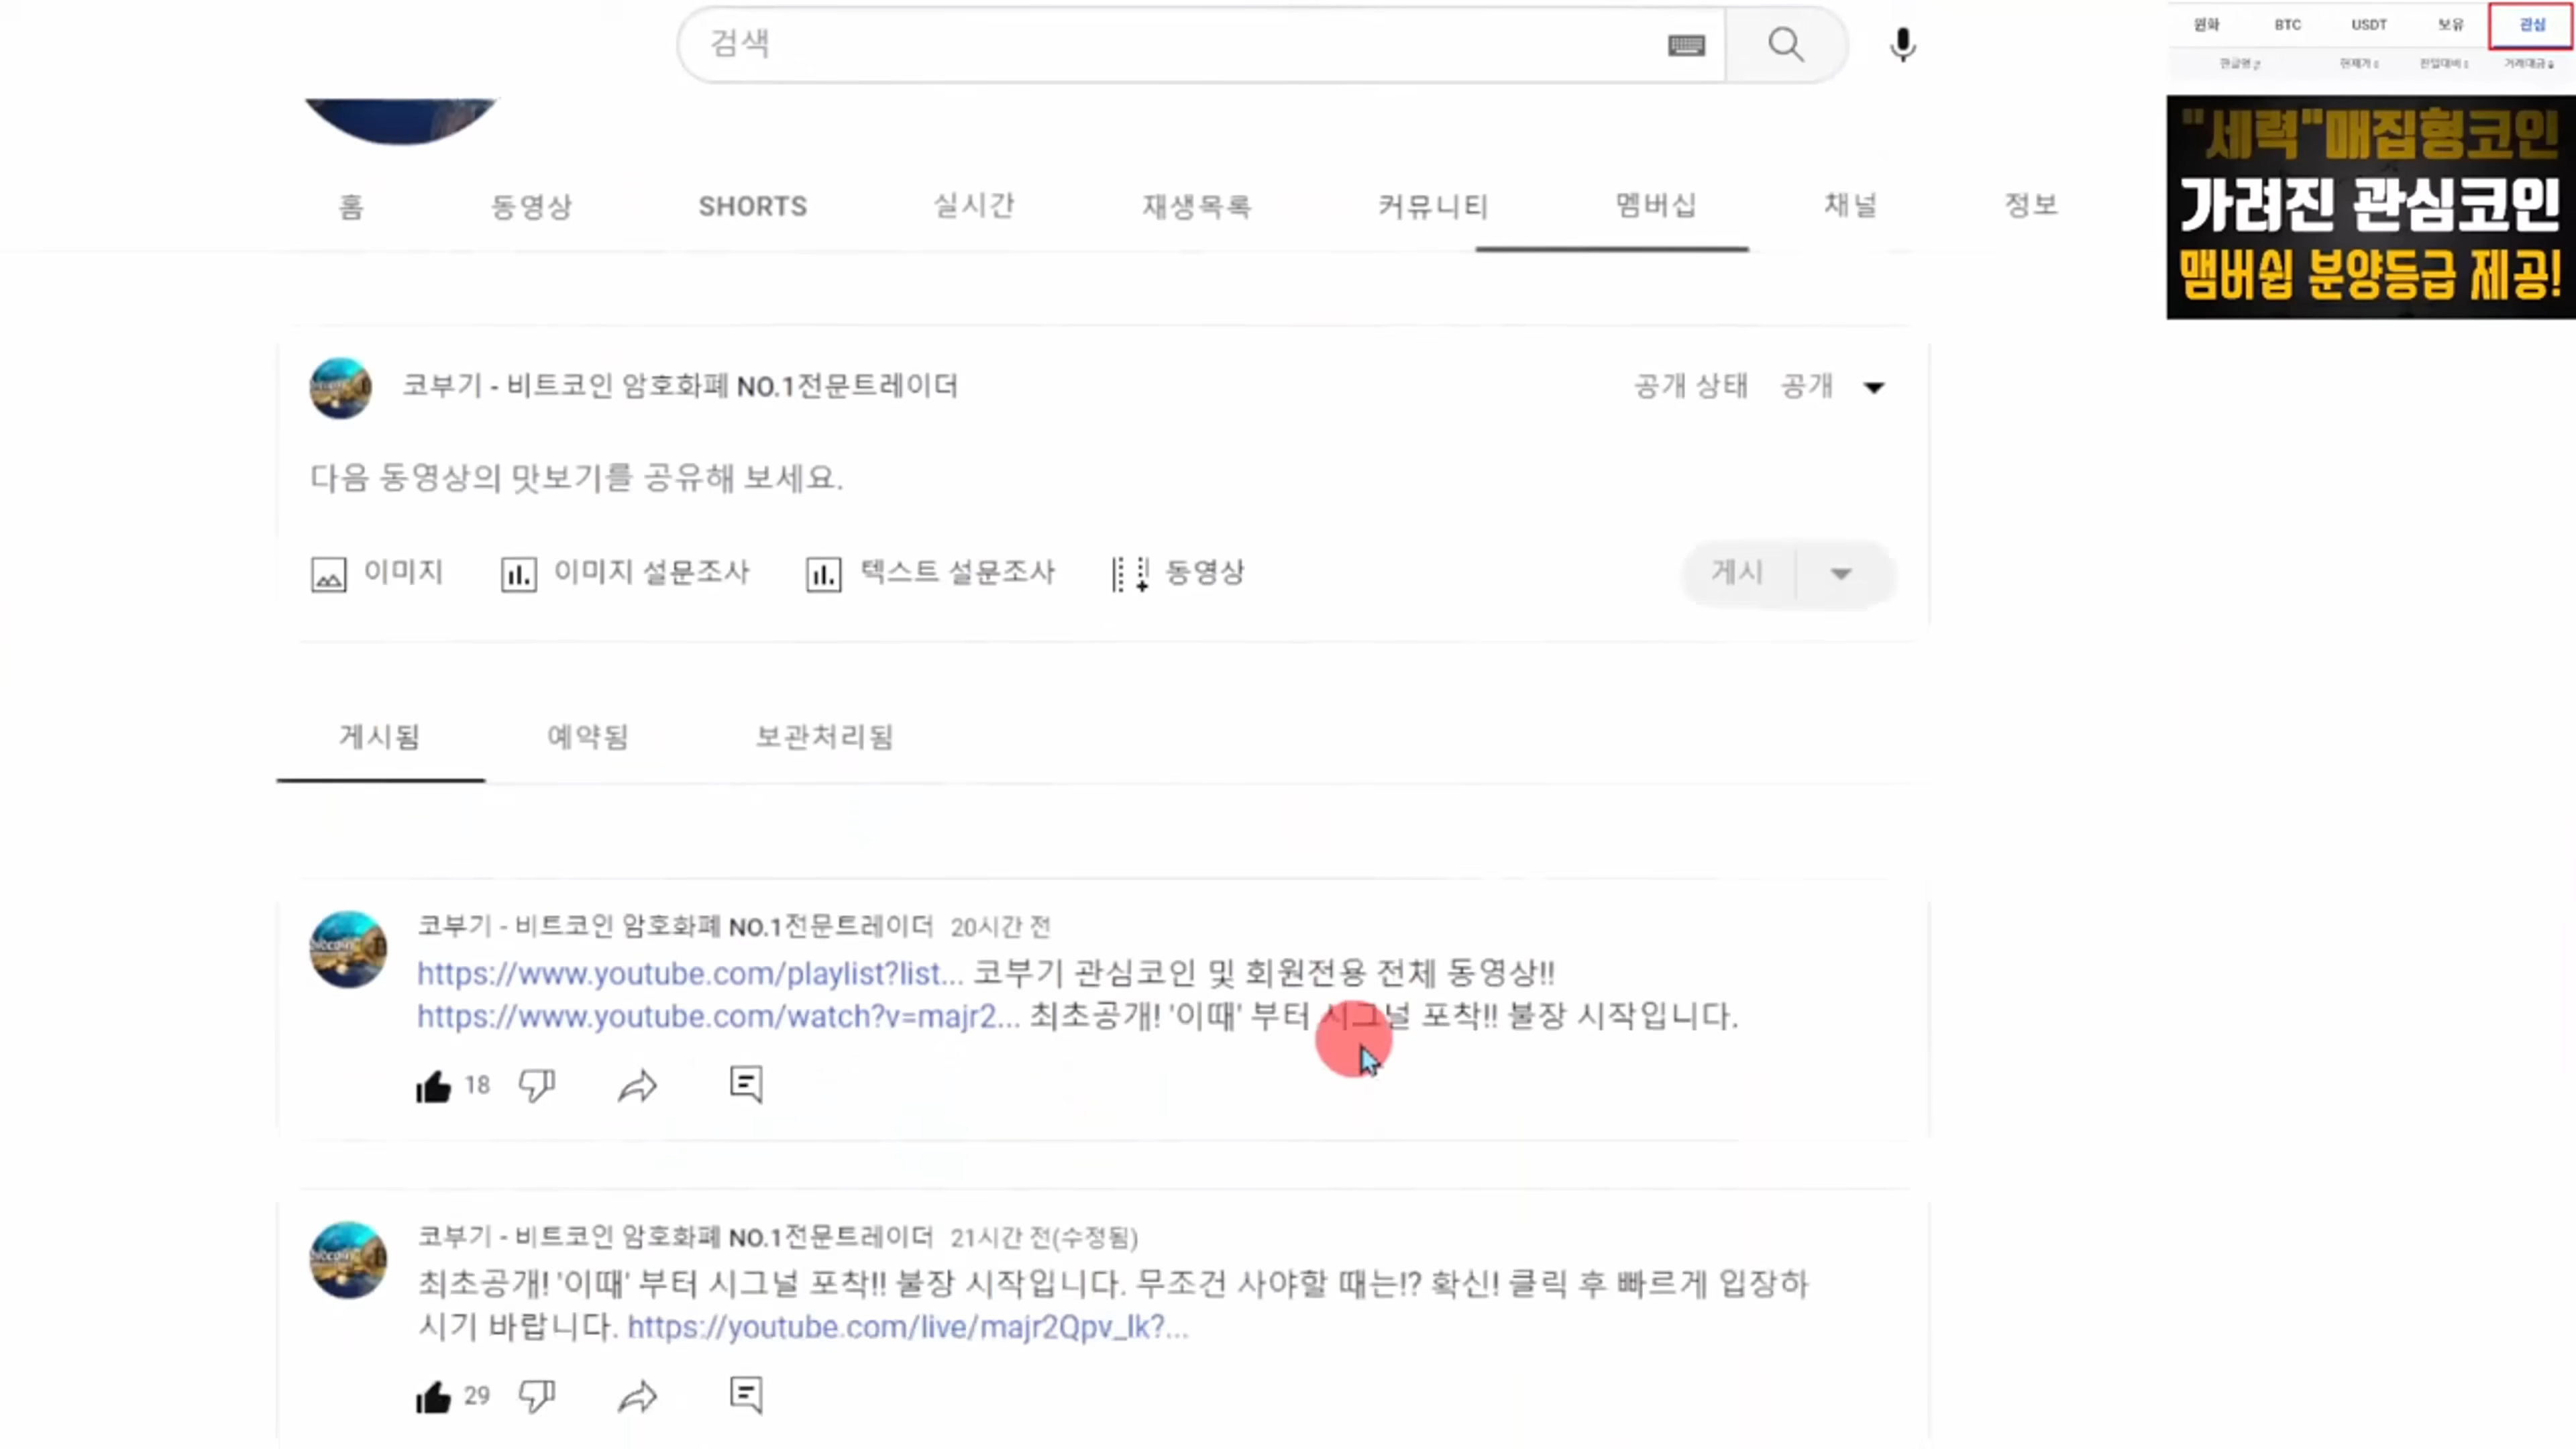 검색
원화 BTC USDT 보유 관심
한글명 현재가 전일대비 거래대금
"세력"매집형코인
가려진 관심코인
맴버쉽 분양등급 제공!
홈 동영상 SHORTS 실시간 재생목록 커뮤니티 멤버십 채널 정보
코부기 - 비트코인 암호화폐 NO.1전문트레이더 공개 상태 공개
다음 동영상의 맛보기를 공유해 보세요.
이미지 이미지 설문조사 텍스트 설문조사 동영상 게시
게시됨 예약됨 보관처리됨
코부기 - 비트코인 암호화폐 NO.1전문트레이더 20시간 전
https://www.youtube.com/playlist?list... 코부기 관심코인 및 회원전용 전체 동영상!!
https://www.youtube.com/watch?v=majr2... 최초공개! '이때' 부터 시그널 포착!! 불장 시작입니다.
18
코부기 - 비트코인 암호화폐 NO.1전문트레이더 21시간 전(수정됨)
최초공개! '이때' 부터 시그널 포착!! 불장 시작입니다. 무조건 사야할 때는!? 확신! 클릭 후 빠르게 입장하
시기 바랍니다. https://youtube.com/live/majr2Qpv_lk?...
29